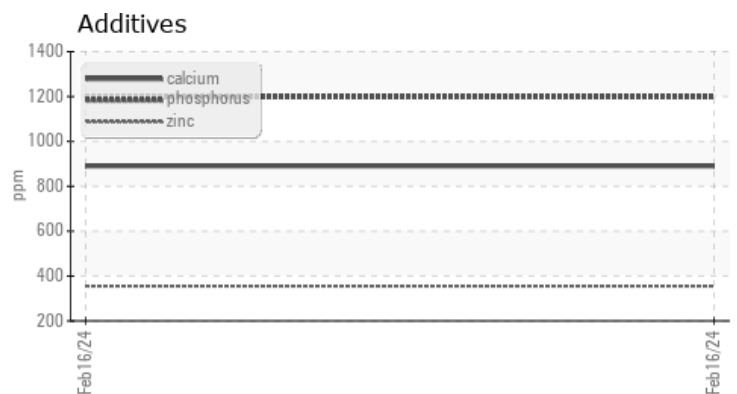 Additives
1400
1200
1000
800
600
400
200
ppm
calcium
phosphorus
zinc
Feb16/24
Feb16/24